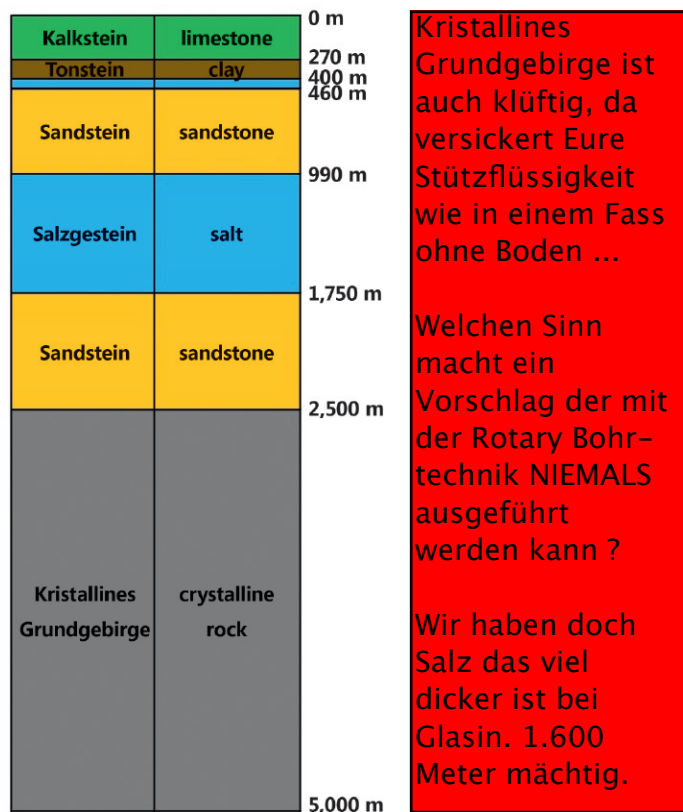 0 m
Kalkstein limestone
270 m
Tonstein clay
400 m
460 m
Sandstein sandstone
990 m
Salzgestein salt
1,750 m
Sandstein sandstone
2,500 m
Kristallines crystalline
Grundgebirge rock
5,000 m
Kristallines
Grundgebirge ist
auch klüftig, da
versickert Eure
Stützflüssigkeit
wie in einem Fass
ohne Boden ...
Welchen Sinn
macht ein
Vorschlag der mit
der Rotary Bohr-
technik NIEMALS
ausgeführt
werden kann ?
Wir haben doch
Salz das viel
dicker ist bei
Glasin. 1.600
Meter mächtig.